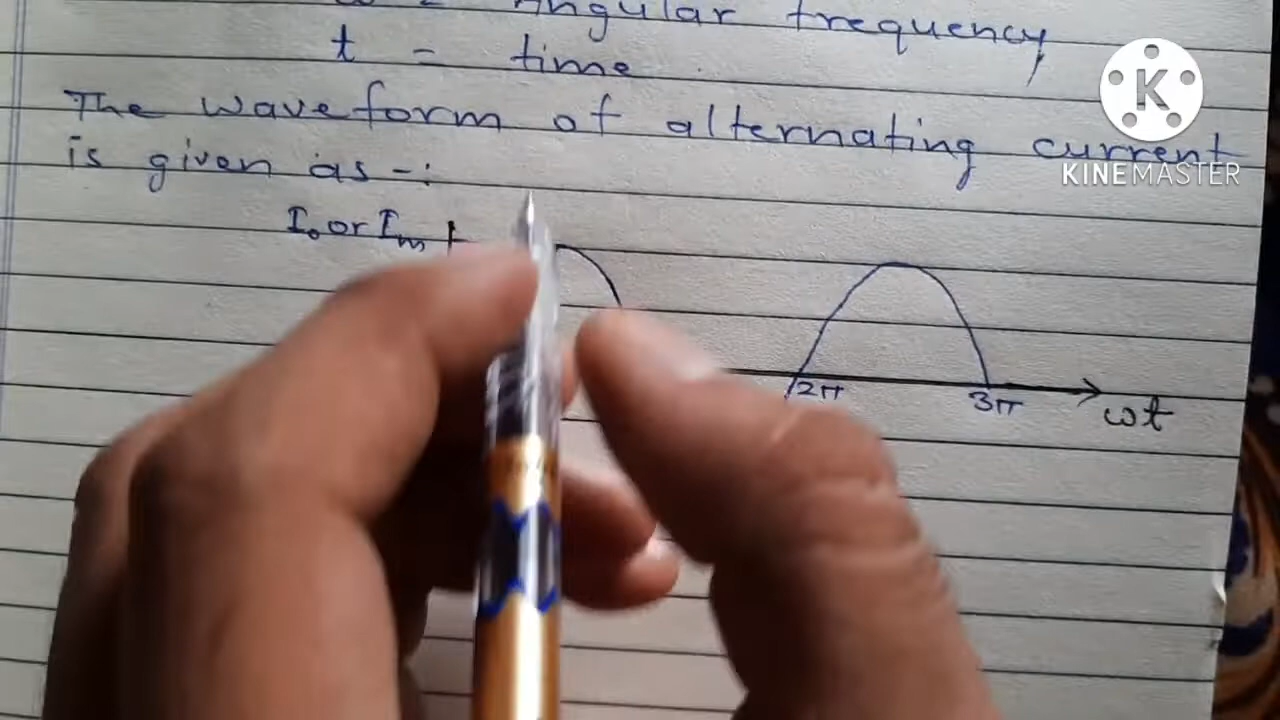 = Angular frequency
t = time
The waveform of alternating current
is given as -:
I₀ or Iₘ
2π
3π
ωt
K
KINEMASTER